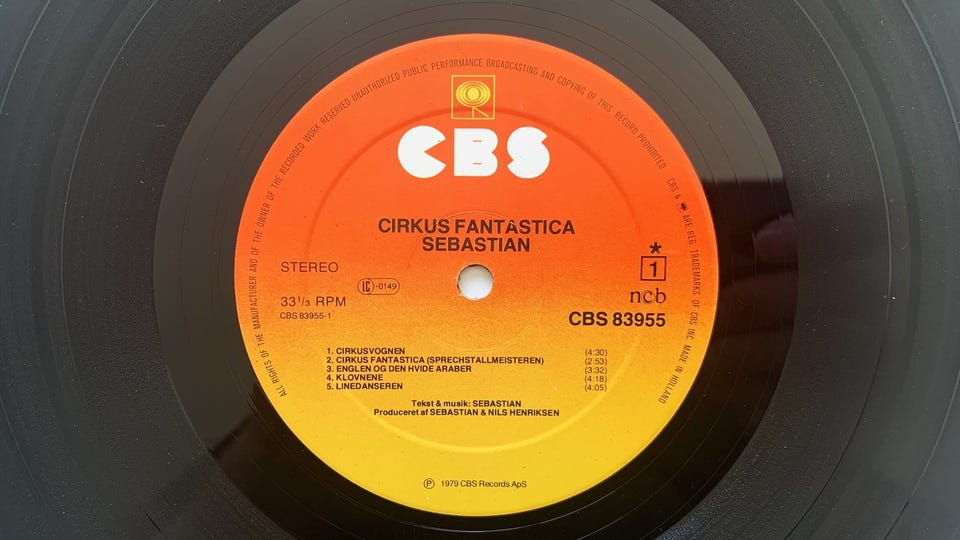 ALL RIGHTS OF THE MANUFACTURER AND OF THE OWNER OF THE RECORDED WORK RESERVED UNAUTHORIZED PUBLIC PERFORMANCE BROADCASTING AND COPYING OF THIS RECORD PROHIBITED
CBS & ARE REG. TRADEMARKS OF CBS INC. MADE IN HOLLAND
CBS
CIRKUS FANTASTICA
SEBASTIAN
STEREO
LC-0149
*
1
33 1/3 RPM
ncb
CBS 83955-1
CBS 83955
1. CIRKUSVOGNEN (4:30)
2. CIRKUS FANTASTICA (SPRECHSTALLMEISTEREN) (2:53)
3. ENGLEN OG DEN HVIDE ARABER (3:32)
4. KLOVNENE (4:18)
5. LINEDANSEREN (4:05)
Tekst & musik: SEBASTIAN
Produceret af SEBASTIAN & NILS HENRIKSEN
℗ 1979 CBS Records ApS